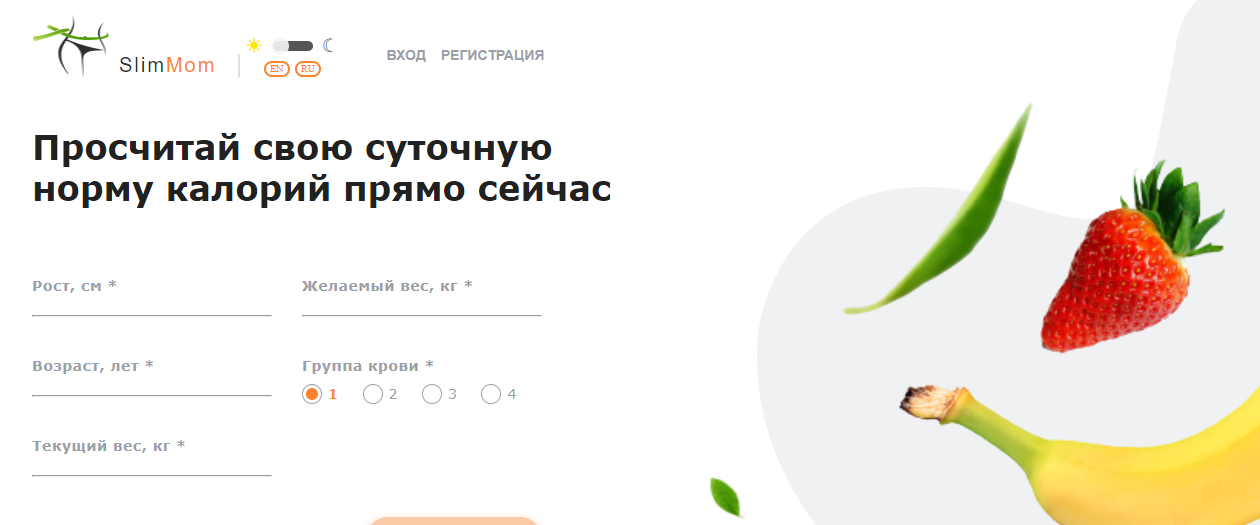 SlimMom
EN RU
ВХОД РЕГИСТРАЦИЯ
Просчитай свою суточную
норму калорий прямо сейчас
Рост, см * Желаемый вес, кг *
Возраст, лет * Группа крови *
1 2 3 4
Текущий вес, кг *